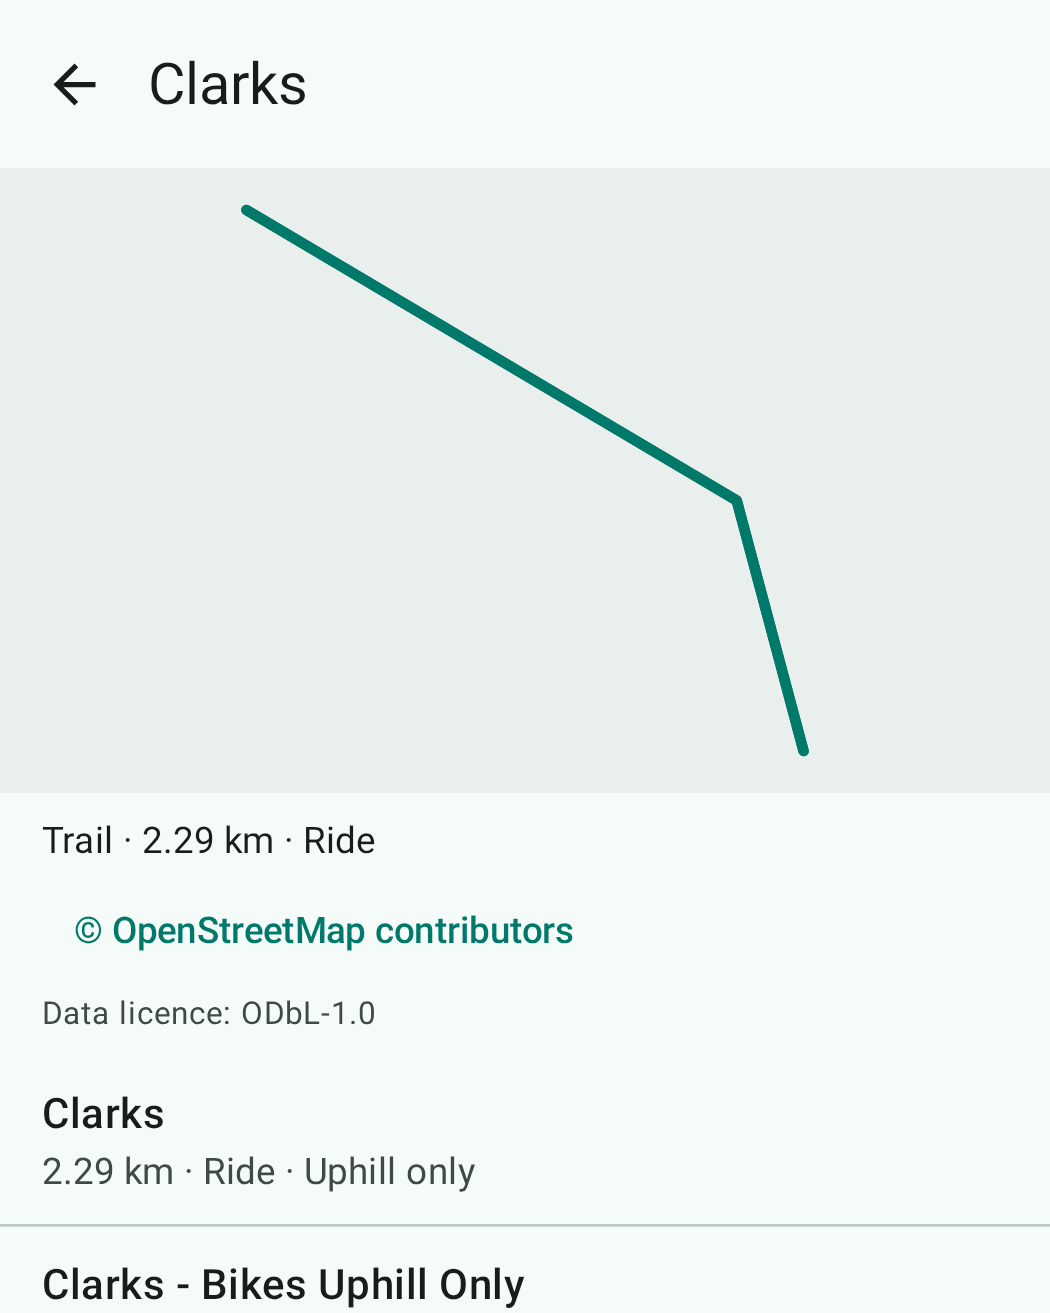 Clarks
Trail · 2.29 km · Ride
© OpenStreetMap contributors
Data licence: ODbL-1.0
Clarks
2.29 km · Ride · Uphill only
Clarks - Bikes Uphill Only